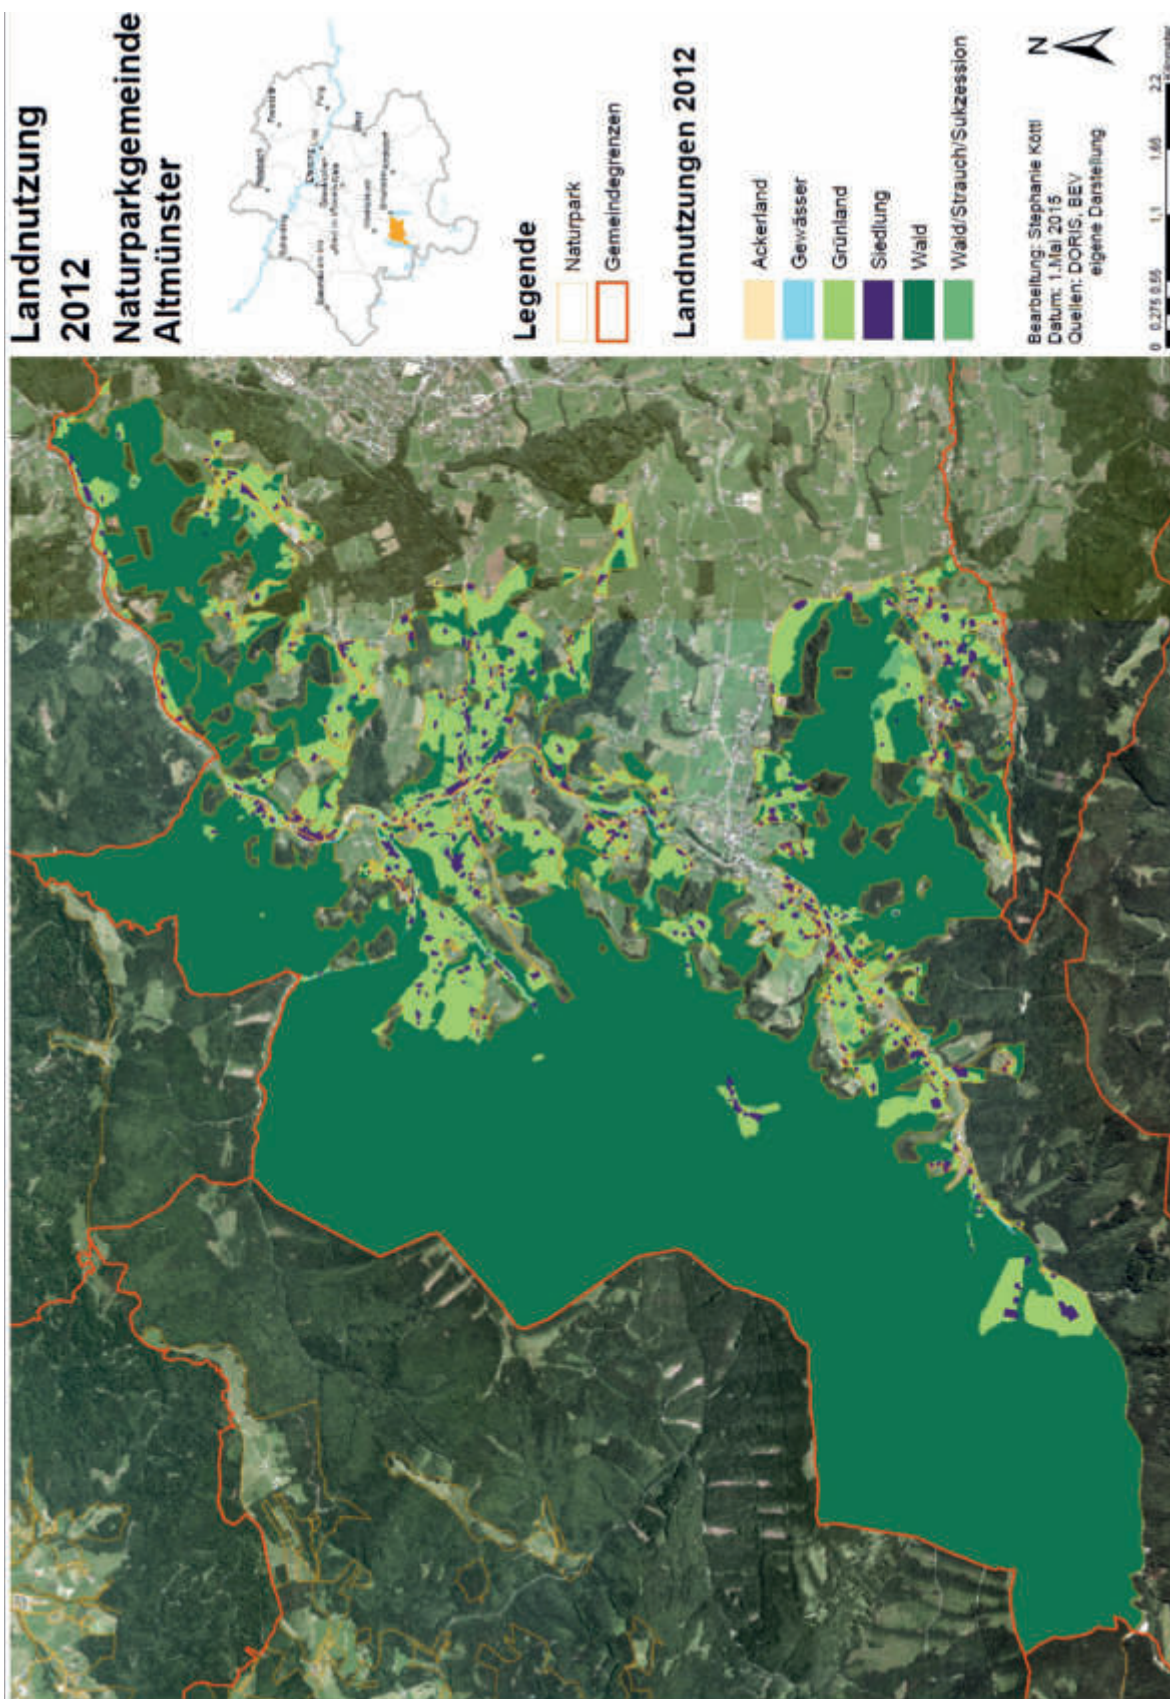 Landnutzung
2012
Naturparkgemeinde
Altmünster
Legende
Naturpark
Gemeindegrenzen
Landnutzungen 2012
Ackerland
Gewässer
Grünland
Siedlung
Wald
Wald/Strauch/Sukzession
Bearbeitung: Stephanie Köttl
Datum: 1.Mai 2015
Quellen: DORIS, BEV
eigene Darstellung
N
0 0,275 0,55 1,1 1,65 2,2
Kilometer